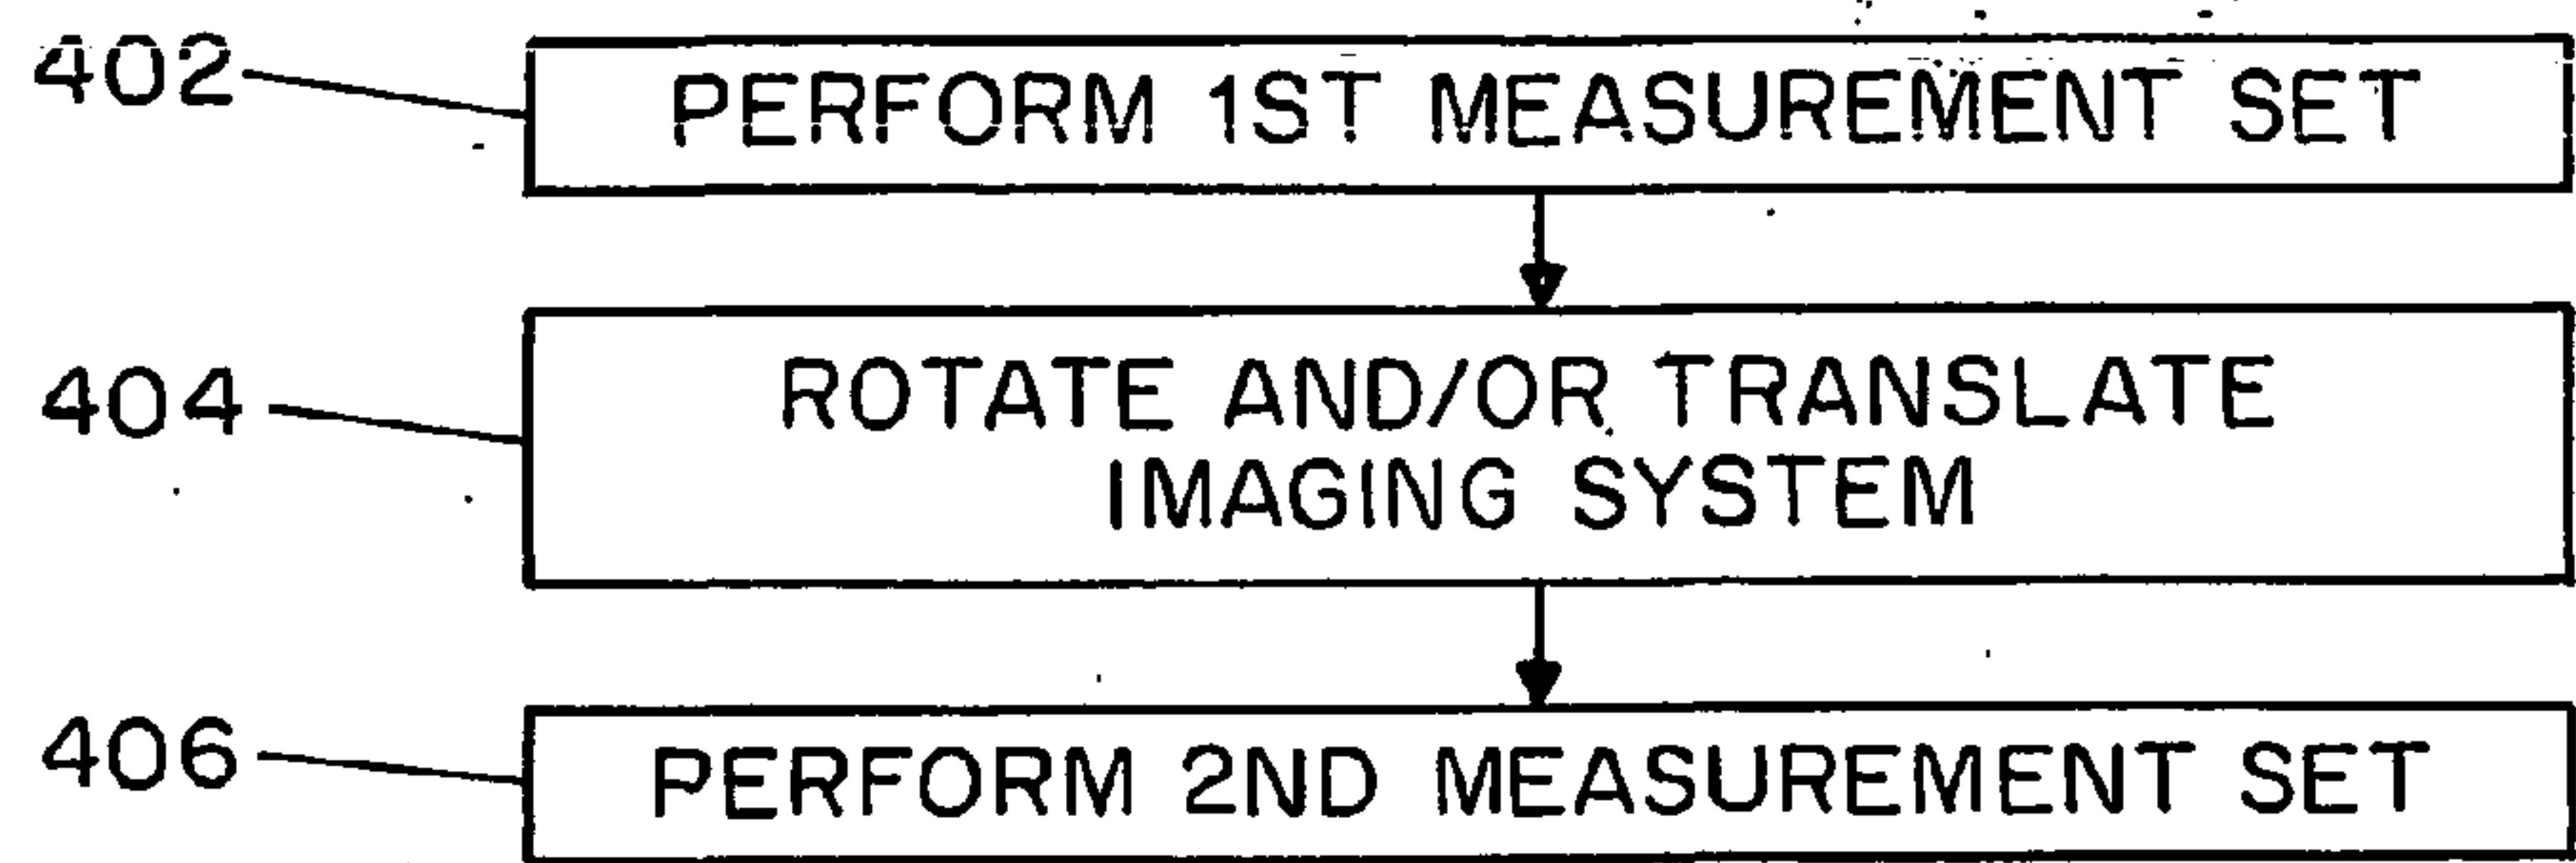 402 PERFORM 1ST MEASUREMENT SET
404 ROTATE AND/OR TRANSLATE
IMAGING SYSTEM
406 PERFORM 2ND MEASUREMENT SET